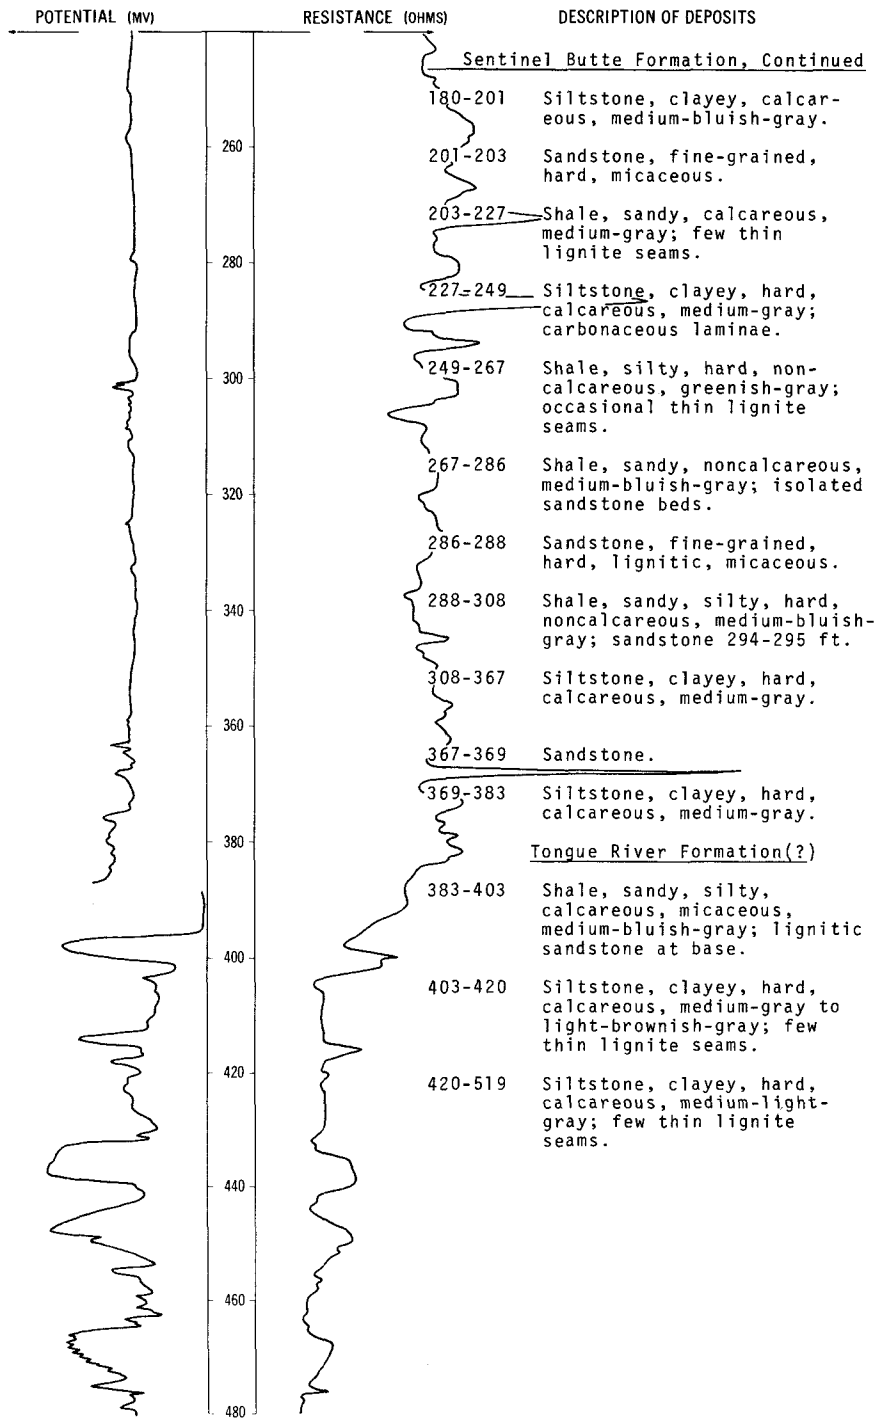 POTENTIAL (MV)
RESISTANCE (OHMS)
DESCRIPTION OF DEPOSITS
Sentinel Butte Formation, Continued
180-201 Siltstone, clayey, calcar-
eous, medium-bluish-gray.
201-203 Sandstone, fine-grained,
hard, micaceous.
203-227 Shale, sandy, calcareous,
medium-gray; few thin
lignite seams.
227-249 Siltstone, clayey, hard,
calcareous, medium-gray;
carbonaceous laminae.
249-267 Shale, silty, hard, non-
calcareous, greenish-gray;
occasional thin lignite
seams.
267-286 Shale, sandy, noncalcareous,
medium-bluish-gray; isolated
sandstone beds.
286-288 Sandstone, fine-grained,
hard, lignitic, micaceous.
288-308 Shale, sandy, silty, hard,
noncalcareous, medium-bluish-
gray; sandstone 294-295 ft.
308-367 Siltstone, clayey, hard,
calcareous, medium-gray.
367-369 Sandstone.
369-383 Siltstone, clayey, hard,
calcareous, medium-gray.
Tongue River Formation(?)
383-403 Shale, sandy, silty,
calcareous, micaceous,
medium-bluish-gray; lignitic
sandstone at base.
403-420 Siltstone, clayey, hard,
calcareous, medium-gray to
light-brownish-gray; few
thin lignite seams.
420-519 Siltstone, clayey, hard,
calcareous, medium-light-
gray; few thin lignite
seams.
260
280
300
320
340
360
380
400
420
440
460
480